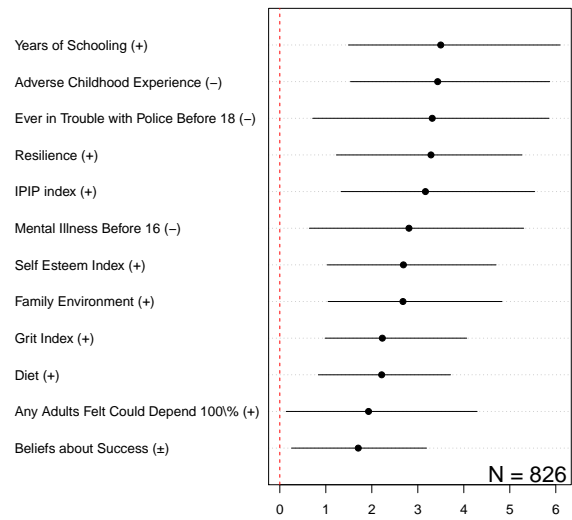 Years of Schooling (+)
Adverse Childhood Experience (−)
Ever in Trouble with Police Before 18 (−)
Resilience (+)
IPIP index (+)
Mental Illness Before 16 (−)
Self Esteem Index (+)
Family Environment (+)
Grit Index (+)
Diet (+)
Any Adults Felt Could Depend 100\% (+)
Beliefs about Success (±)
N = 826
0 1 2 3 4 5 6